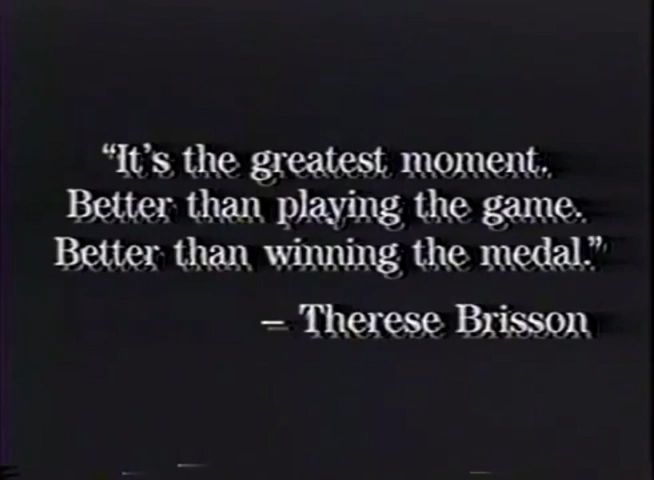 “It's the greatest moment.
Better than playing the game.
Better than winning the medal.”
– Therese Brisson